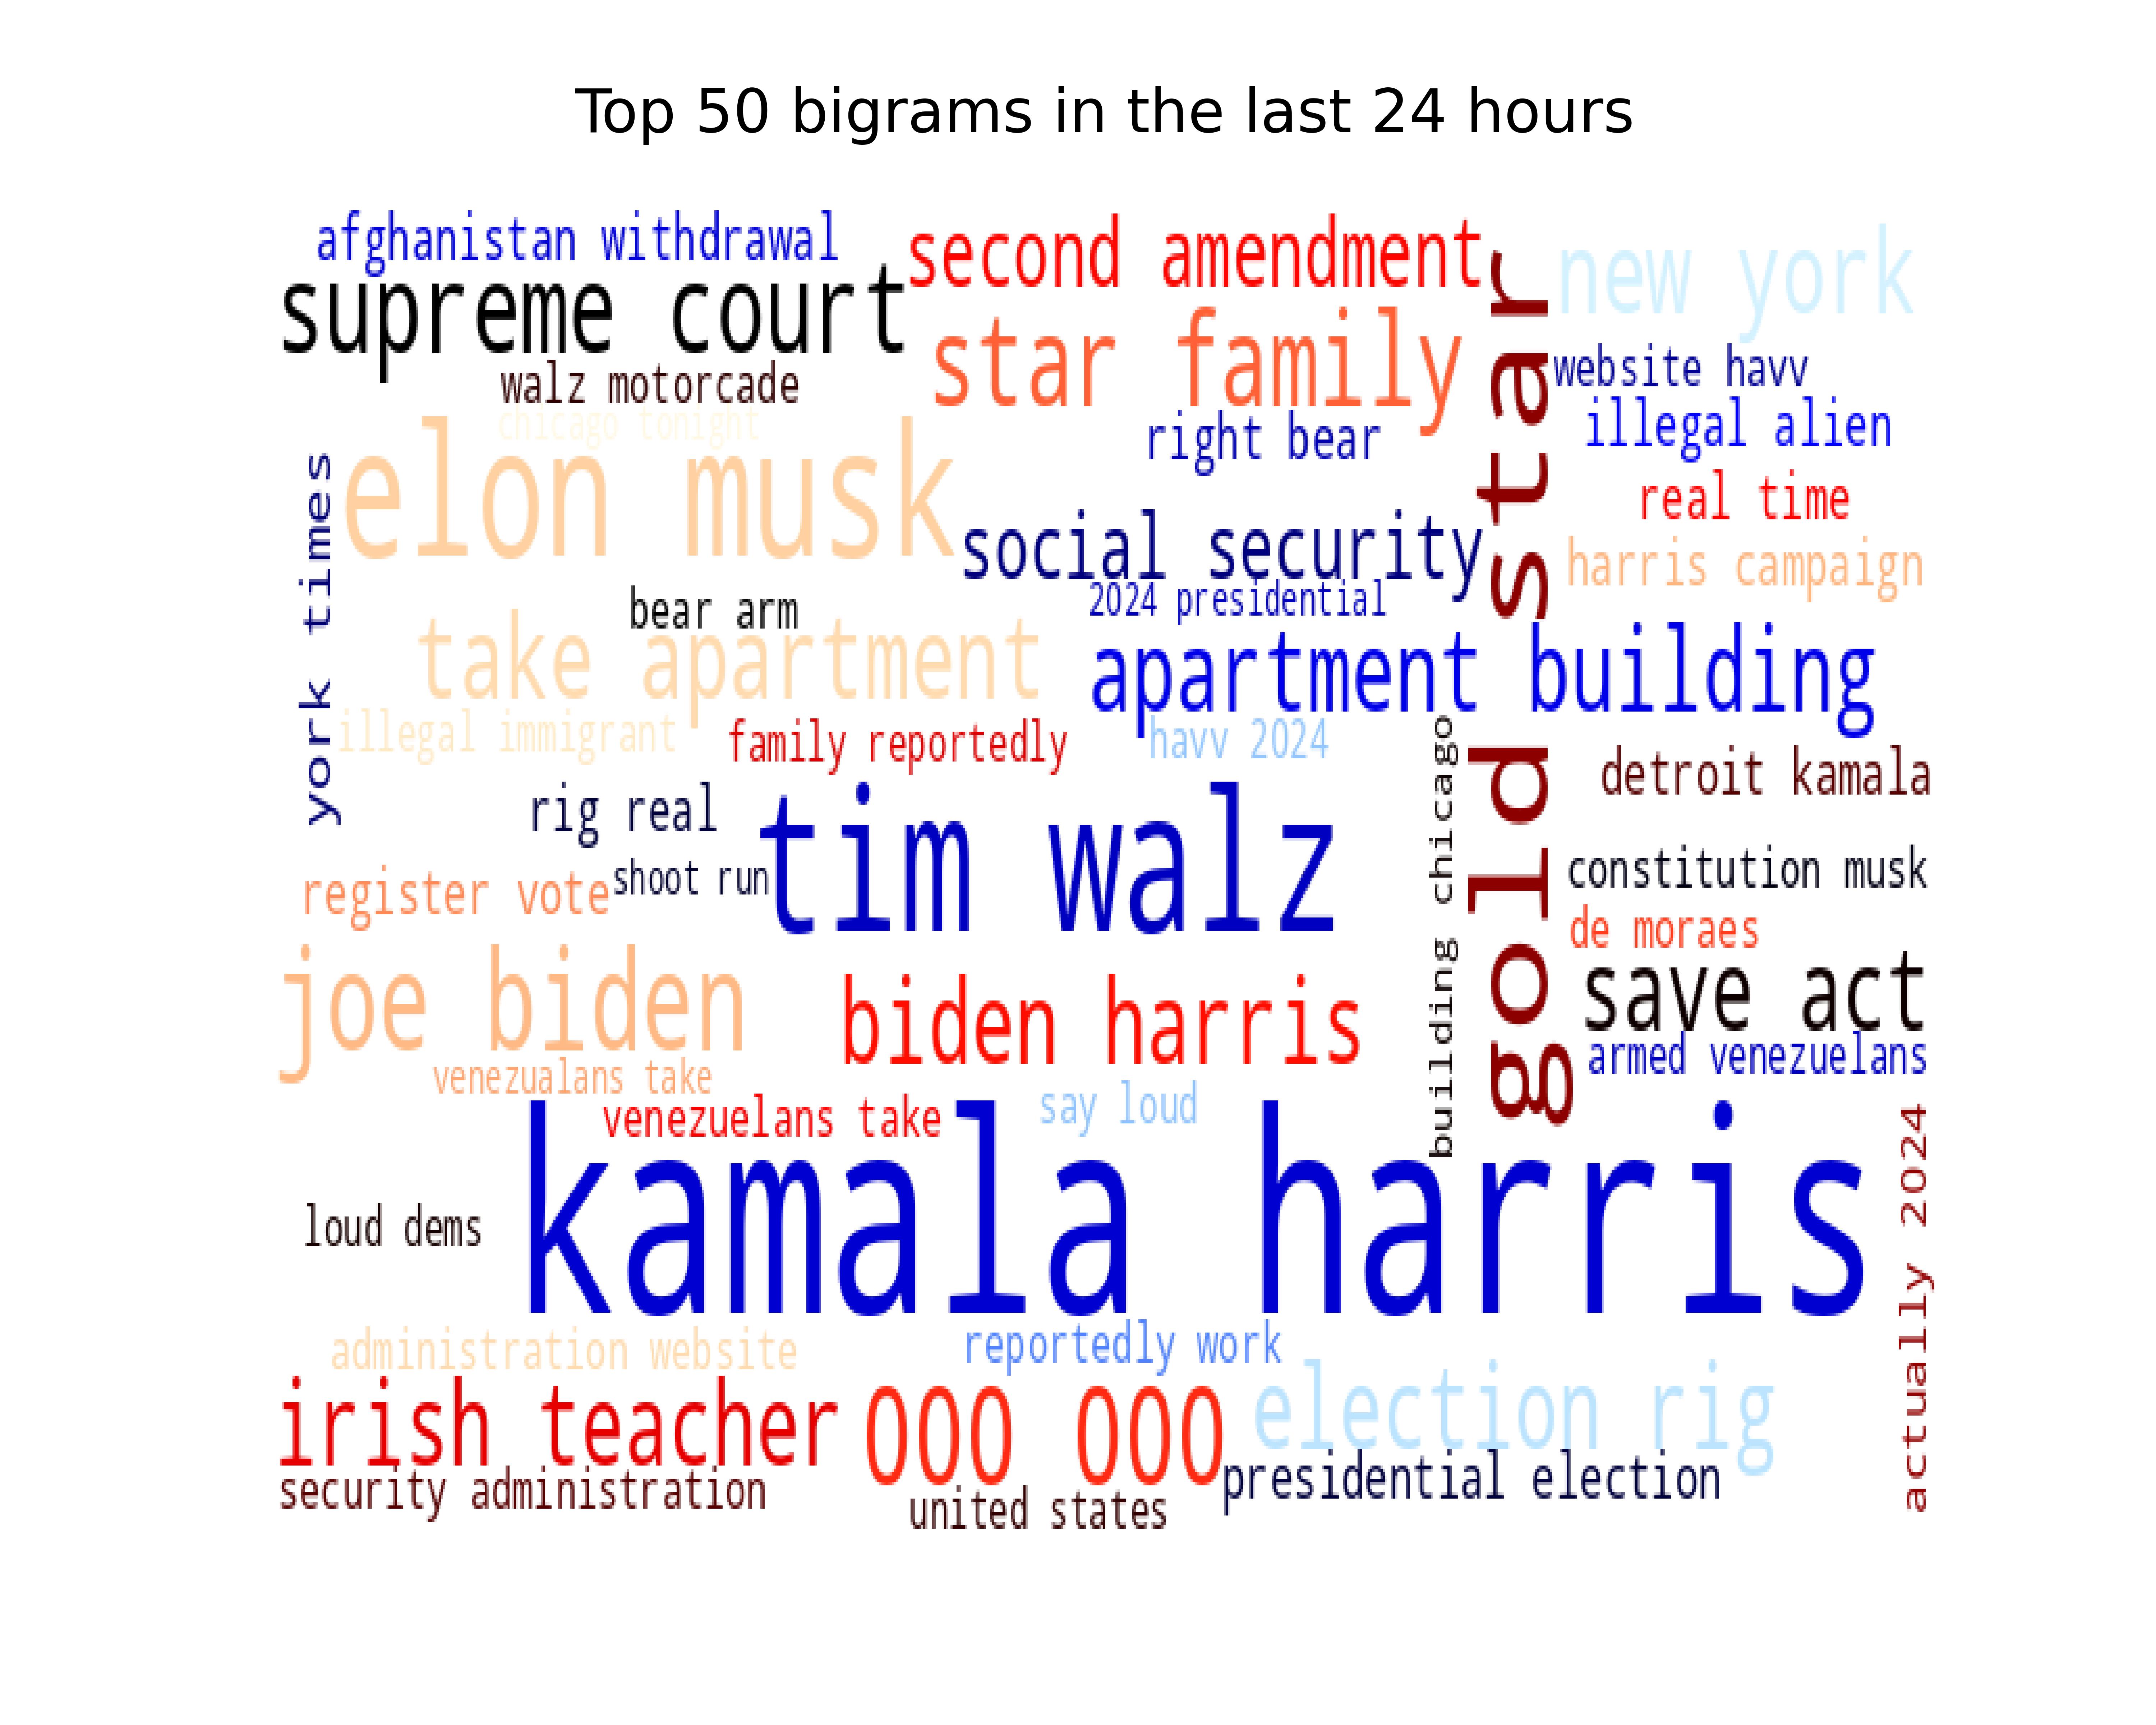 Top 50 bigrams in the last 24 hours
afghanistan withdrawal
second amendment
new york
supreme court
star family
gold star
walz motorcade
website havv
chicago tonight
right bear
illegal alien
elon musk
york times
real time
social security
harris campaign
bear arm
2024 presidential
take apartment
apartment building
illegal immigrant
family reportedly
havv 2024
building chicago
detroit kamala
rig real
tim walz
register vote
shoot run
constitution musk
de moraes
joe biden
biden harris
save act
armed venezuelans
venezualans take
venezuelans take
say loud
kamala harris
actually 2024
loud dems
administration website
reportedly work
irish teacher
000 000
election rig
security administration
united states
presidential election